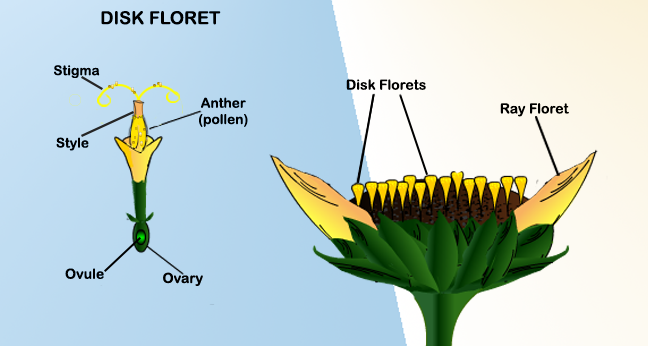 DISK FLORET
Stigma
Anther
(pollen)
Style
Ovule
Ovary
Disk Florets
Ray Floret